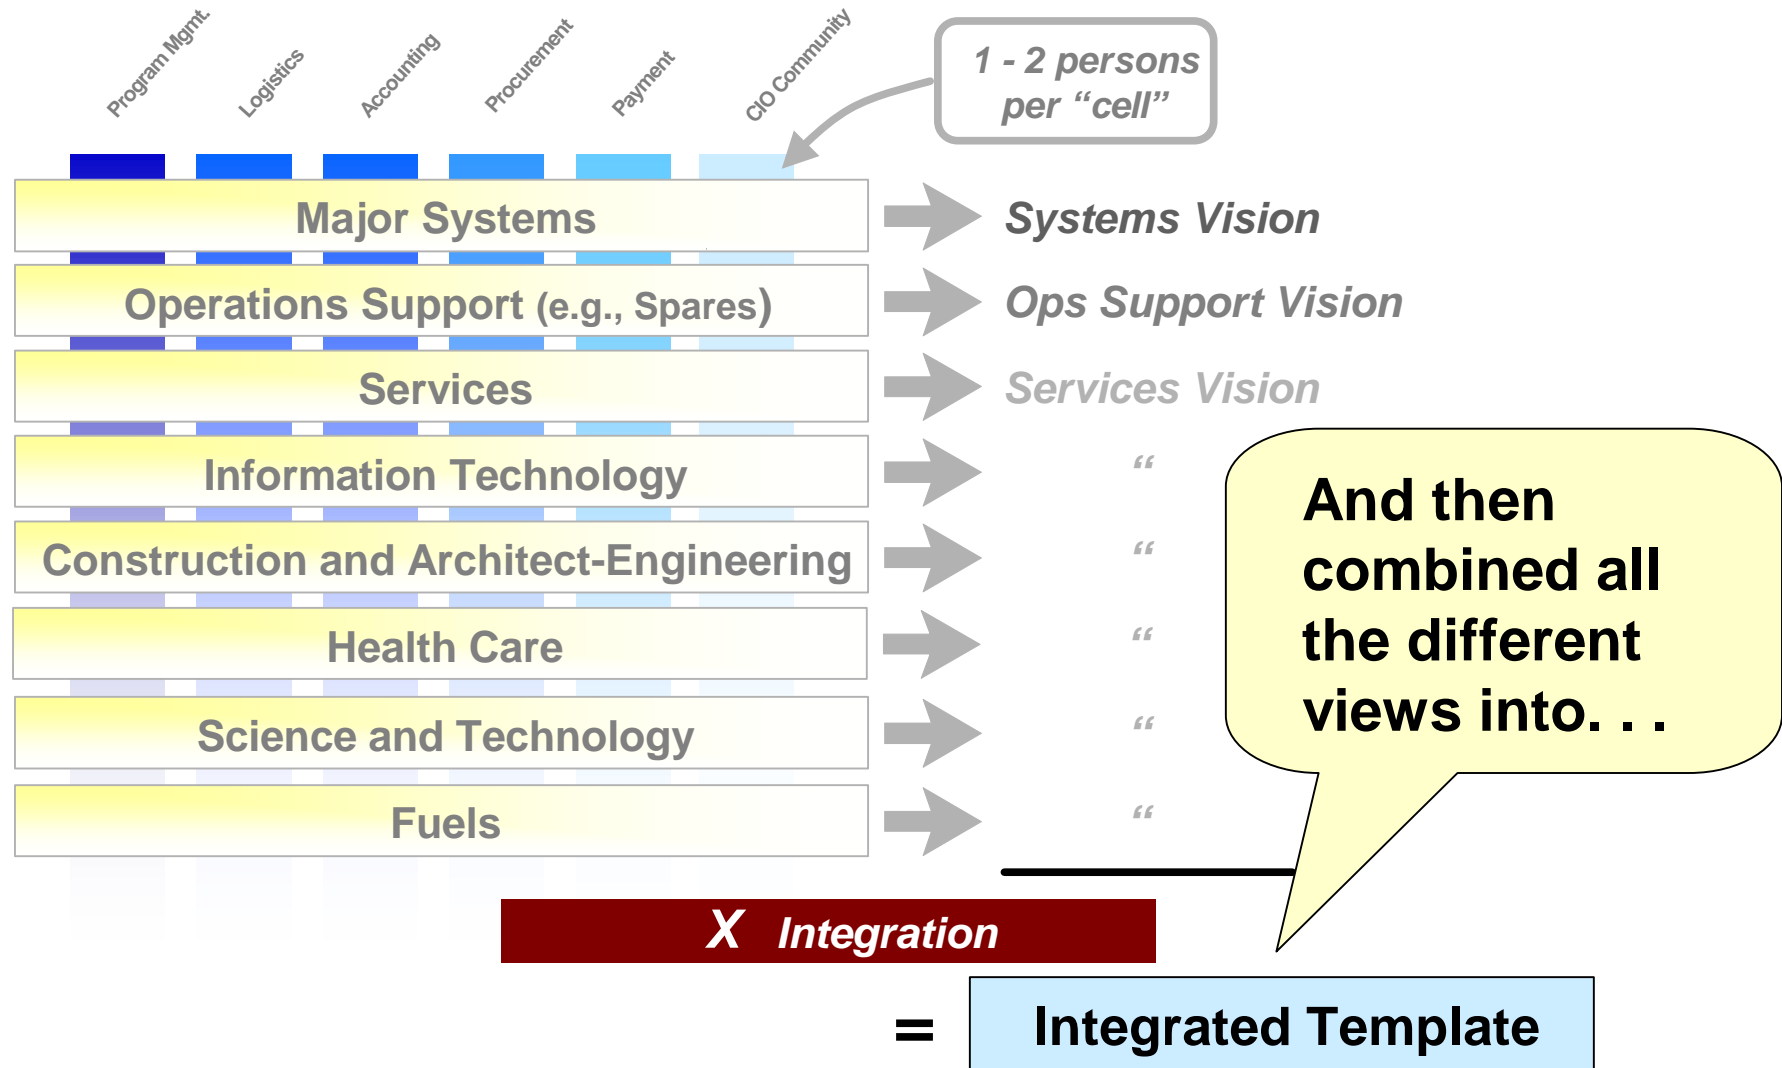 Program Mgmt.
Logistics
Accounting
Procurement
Payment
CIO Community
1 - 2 persons
per “cell”
Major Systems
Systems Vision
Operations Support (e.g., Spares)
Ops Support Vision
Services
Services Vision
Information Technology
“
Construction and Architect-Engineering
“
Health Care
“
Science and Technology
“
Fuels
“
And then
combined all
the different
views into. . .
X Integration
= Integrated Template